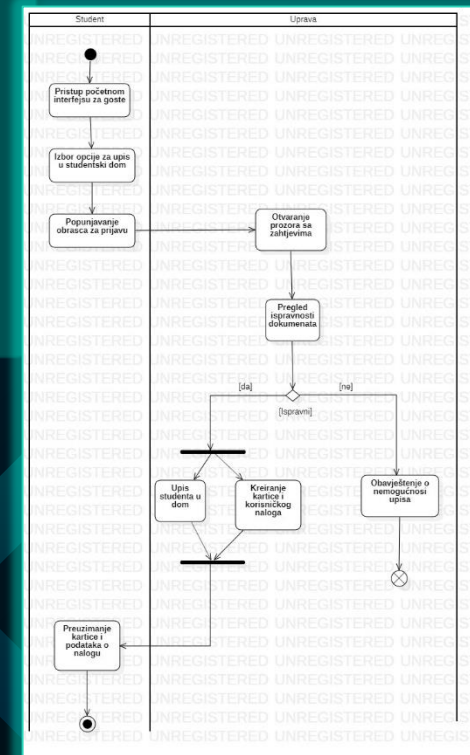 Student
Uprava
Pristup početnom
interfejsu za goste
Izbor opcije za upis
u studentski dom
Popunjavanje
obrasca za prijavu
Otvaranje
prozora sa
zahtjevima
Pregled
ispravnosti
dokumenata
[da]
[ne]
[Ispravni]
Upis
studenta u
dom
Kreiranje
kartice i
korisničkog
naloga
Obavještenje o
nemogućnosi
upisa
Preuzimanje
kartice i
podataka o
nalogu